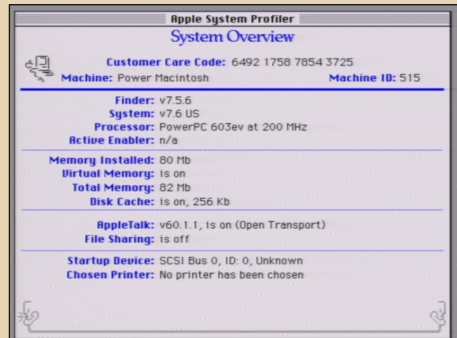 Apple System Profiler
System Overview
Customer Care Code: 6492 1758 7854 3725
Machine: Power Macintosh Machine ID: 515
Finder: v7.5.6
System: v7.6 US
Processor: PowerPC 603ev at 200 MHz
Active Enabler: n/a
Memory Installed: 80 Mb
Virtual Memory: is on
Total Memory: 82 Mb
Disk Cache: is on, 256 Kb
AppleTalk: v60.1.1, is on (Open Transport)
File Sharing: is off
Startup Device: SCSI Bus 0, ID: 0, Unknown
Chosen Printer: No printer has been chosen